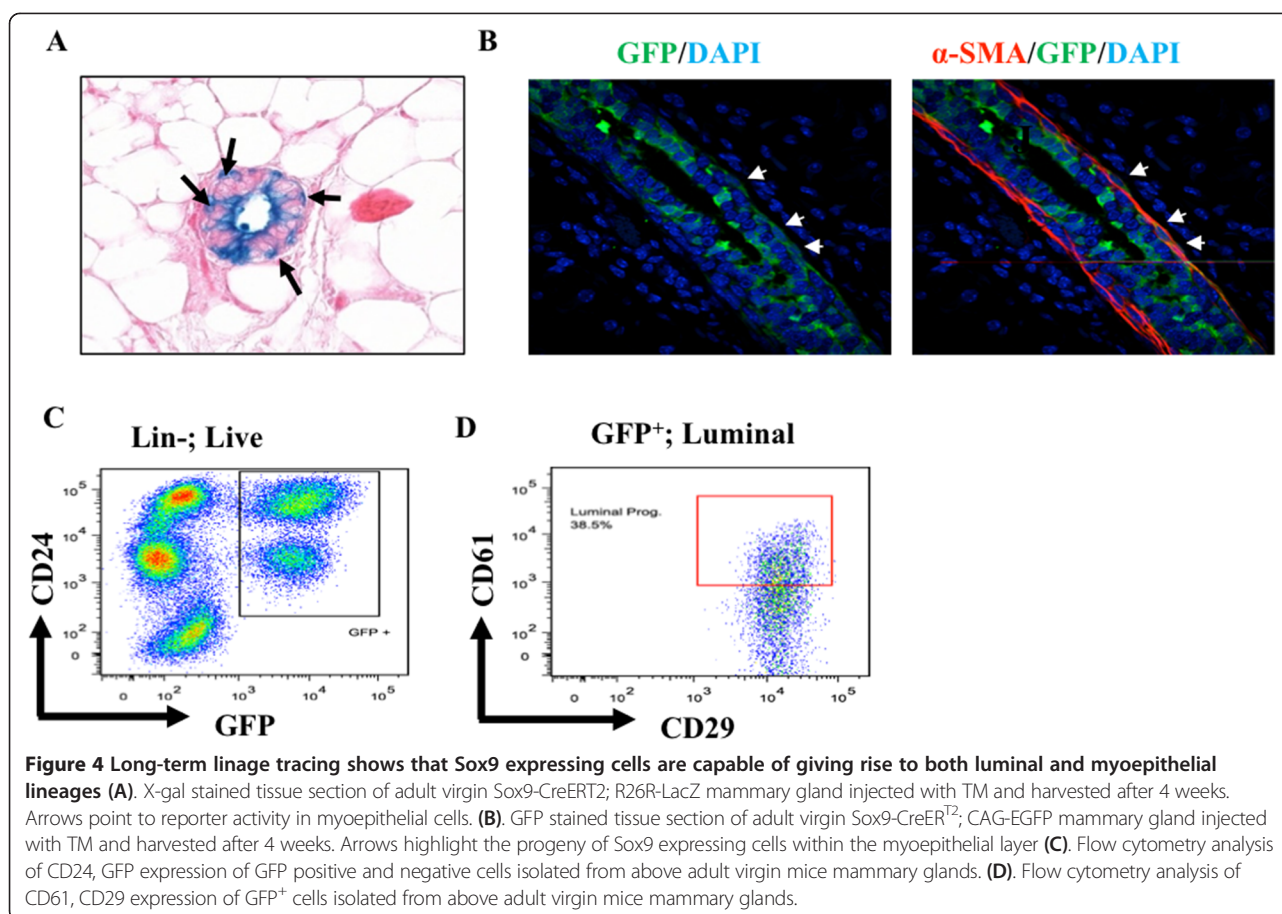 A
B
GFP/DAPI
α-SMA/GFP/DAPI
C
Lin-; Live
CD24
10⁵
10⁴
10³
10²
0
GFP +
0 10² 10³ 10⁴ 10⁵
GFP
D
GFP⁺; Luminal
CD61
10⁵
10⁴
10³
10²
0
Luminal Prog.
38.5%
0 10³ 10⁴ 10⁵
CD29
Figure 4 Long-term linage tracing shows that Sox9 expressing cells are capable of giving rise to both luminal and myoepithelial
lineages (A). X-gal stained tissue section of adult virgin Sox9-CreERT2; R26R-LacZ mammary gland injected with TM and harvested after 4 weeks.
Arrows point to reporter activity in myoepithelial cells. (B). GFP stained tissue section of adult virgin Sox9-CreERᵀ²; CAG-EGFP mammary gland injected
with TM and harvested after 4 weeks. Arrows highlight the progeny of Sox9 expressing cells within the myoepithelial layer (C). Flow cytometry analysis
of CD24, GFP expression of GFP positive and negative cells isolated from above adult virgin mice mammary glands. (D). Flow cytometry analysis of
CD61, CD29 expression of GFP⁺ cells isolated from above adult virgin mice mammary glands.